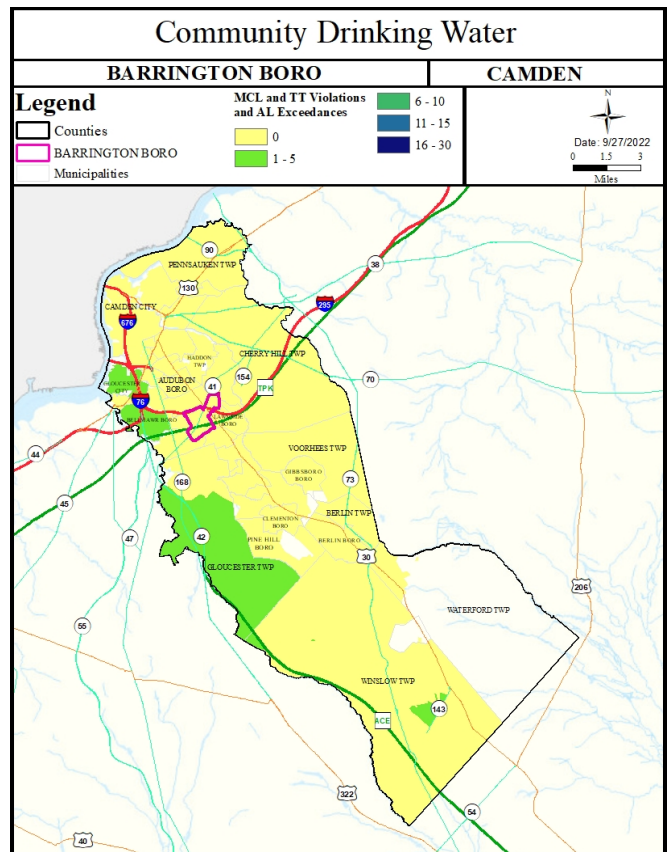 Community Drinking Water
BARRINGTON BORO
CAMDEN
Legend
Counties
BARRINGTON BORO
Municipalities
MCL and TT Violations
and AL Exceedances
0
1 - 5
6 - 10
11 - 15
16 - 30
N
Date: 9/27/2022
0 1.5 3
Miles
90
PENNSAUKEN TWP
38
130
CAMDEN CITY
295
676
HADDON
TWP
CHERRY HILL TWP
154
70
GLOUCESTER
CITY
AUDUBON
BORO
41
TPK
76
BELLMAWR BORO
44
VOORHEES TWP
168
GIBBSBORO
BORO
73
45
CLEMENTON
BORO
BERLIN TWP
47
42
PINE HILL
BORO
BERLIN BORO
30
GLOUCESTER TWP
206
WATERFORD TWP
55
WINSLOW TWP
143
ACE
322
54
40